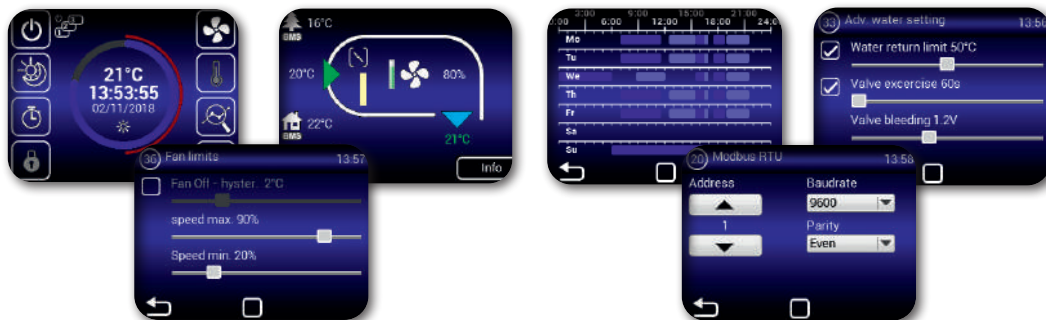 21°C
13:53:55
02/11/2018
16°C
BMS
20°C
80%
22°C
BMS
21°C
Info
36 Fan limits 13:57
Fan Off - hyster. 2°C
speed max. 90%
Speed min. 20%
3:00 9:00 15:00 21:00
:00 6:00 12:00 18:00 24:0
Mo
Tu
We
Th
Fr
Sa
Su
33 Adv. water setting 13:56
Water return limit 50°C
Valve excercise 60s
Valve bleeding 1.2V
20 Modbus RTU 13:58
Address Baudrate
9600
1 Parity
Even